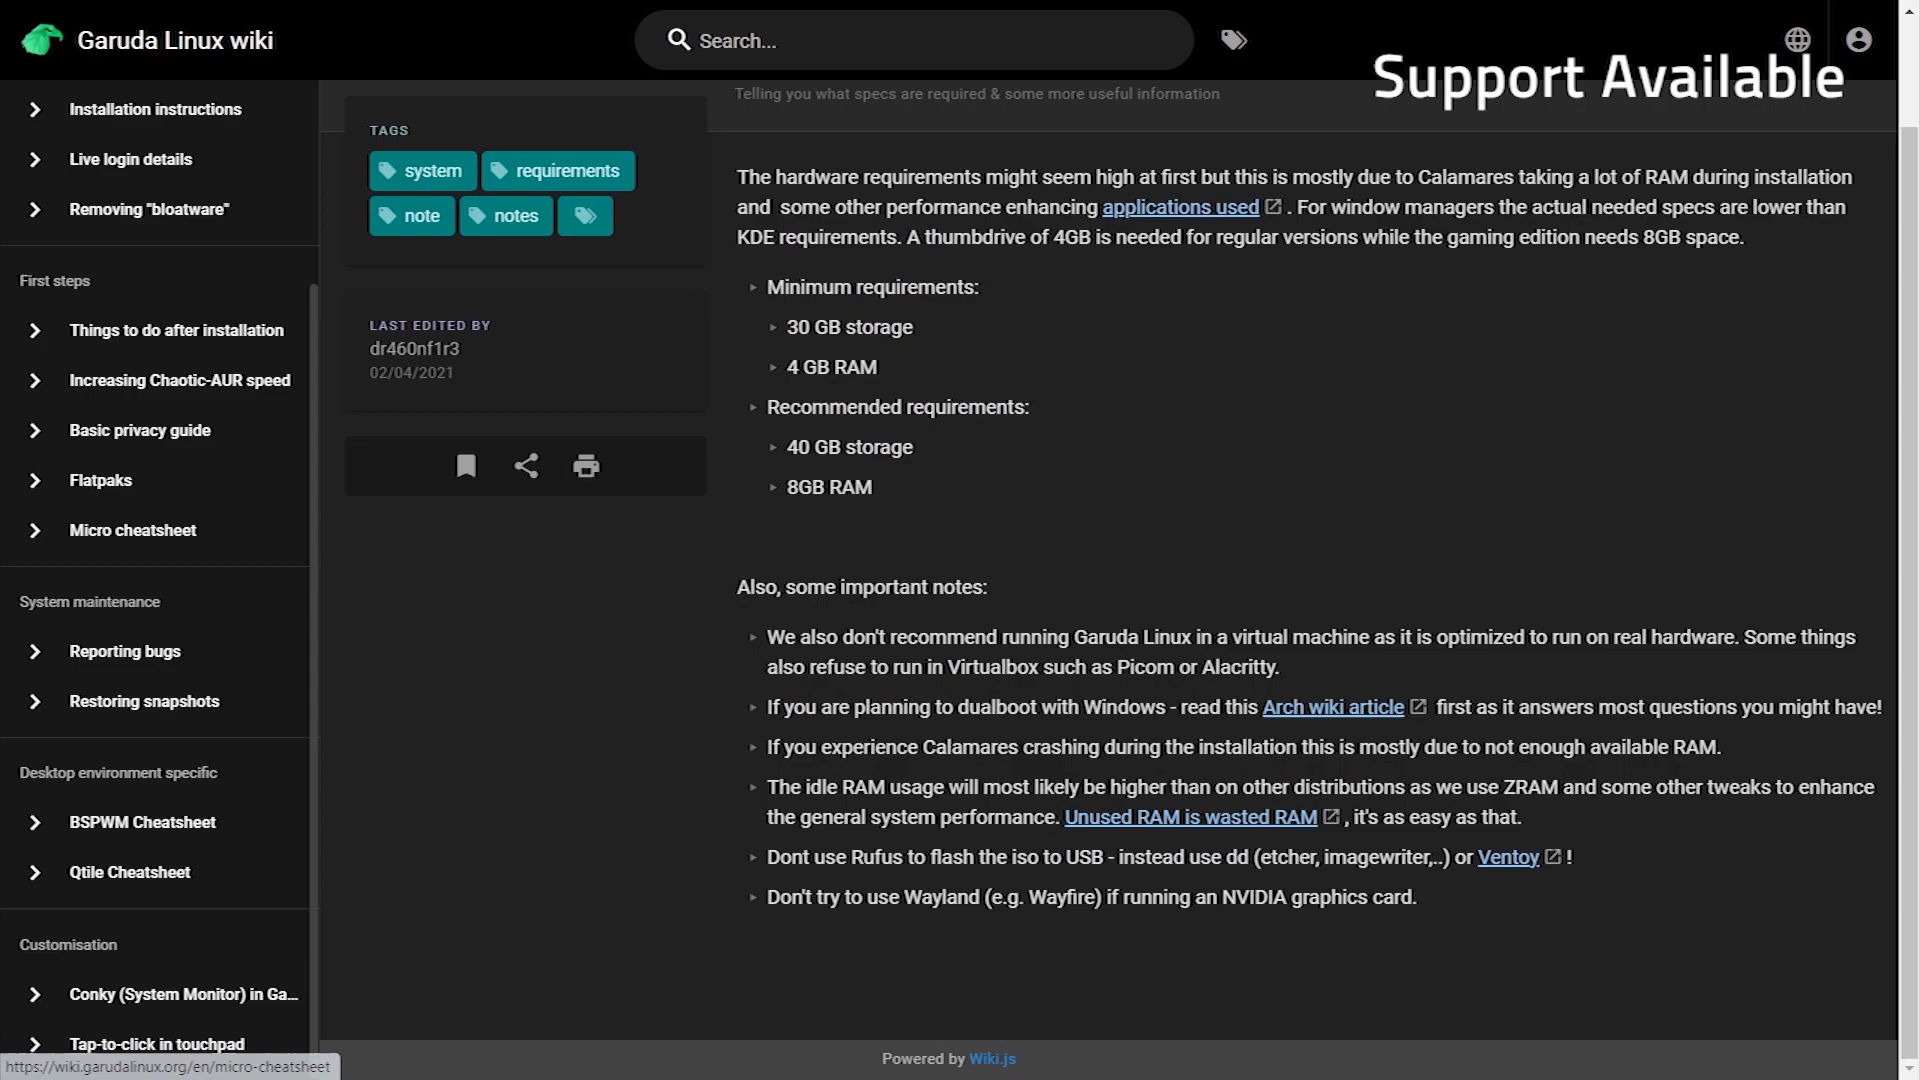 Garuda Linux wiki
Search...
Support Available
Installation instructions
Live login details
Removing "bloatware"
First steps
Things to do after installation
Increasing Chaotic-AUR speed
Basic privacy guide
Flatpaks
Micro cheatsheet
System maintenance
Reporting bugs
Restoring snapshots
Desktop environment specific
BSPWM Cheatsheet
Qtile Cheatsheet
Customisation
Conky (System Monitor) in Ga...
Tap-to-click in touchpad
https://wiki.garudalinux.org/en/micro-cheatsheet
TAGS
system
requirements
note
notes
LAST EDITED BY
dr460nf1r3
02/04/2021
Telling you what specs are required & some more useful information
The hardware requirements might seem high at first but this is mostly due to Calamares taking a lot of RAM during installation
and some other performance enhancing applications used . For window managers the actual needed specs are lower than
KDE requirements. A thumbdrive of 4GB is needed for regular versions while the gaming edition needs 8GB space.
Minimum requirements:
30 GB storage
4 GB RAM
Recommended requirements:
40 GB storage
8GB RAM
Also, some important notes:
We also don't recommend running Garuda Linux in a virtual machine as it is optimized to run on real hardware. Some things
also refuse to run in Virtualbox such as Picom or Alacritty.
If you are planning to dualboot with Windows - read this Arch wiki article first as it answers most questions you might have!
If you experience Calamares crashing during the installation this is mostly due to not enough available RAM.
The idle RAM usage will most likely be higher than on other distributions as we use ZRAM and some other tweaks to enhance
the general system performance. Unused RAM is wasted RAM , it's as easy as that.
Dont use Rufus to flash the iso to USB - instead use dd (etcher, imagewriter,..) or Ventoy !
Don't try to use Wayland (e.g. Wayfire) if running an NVIDIA graphics card.
Powered by Wiki.js